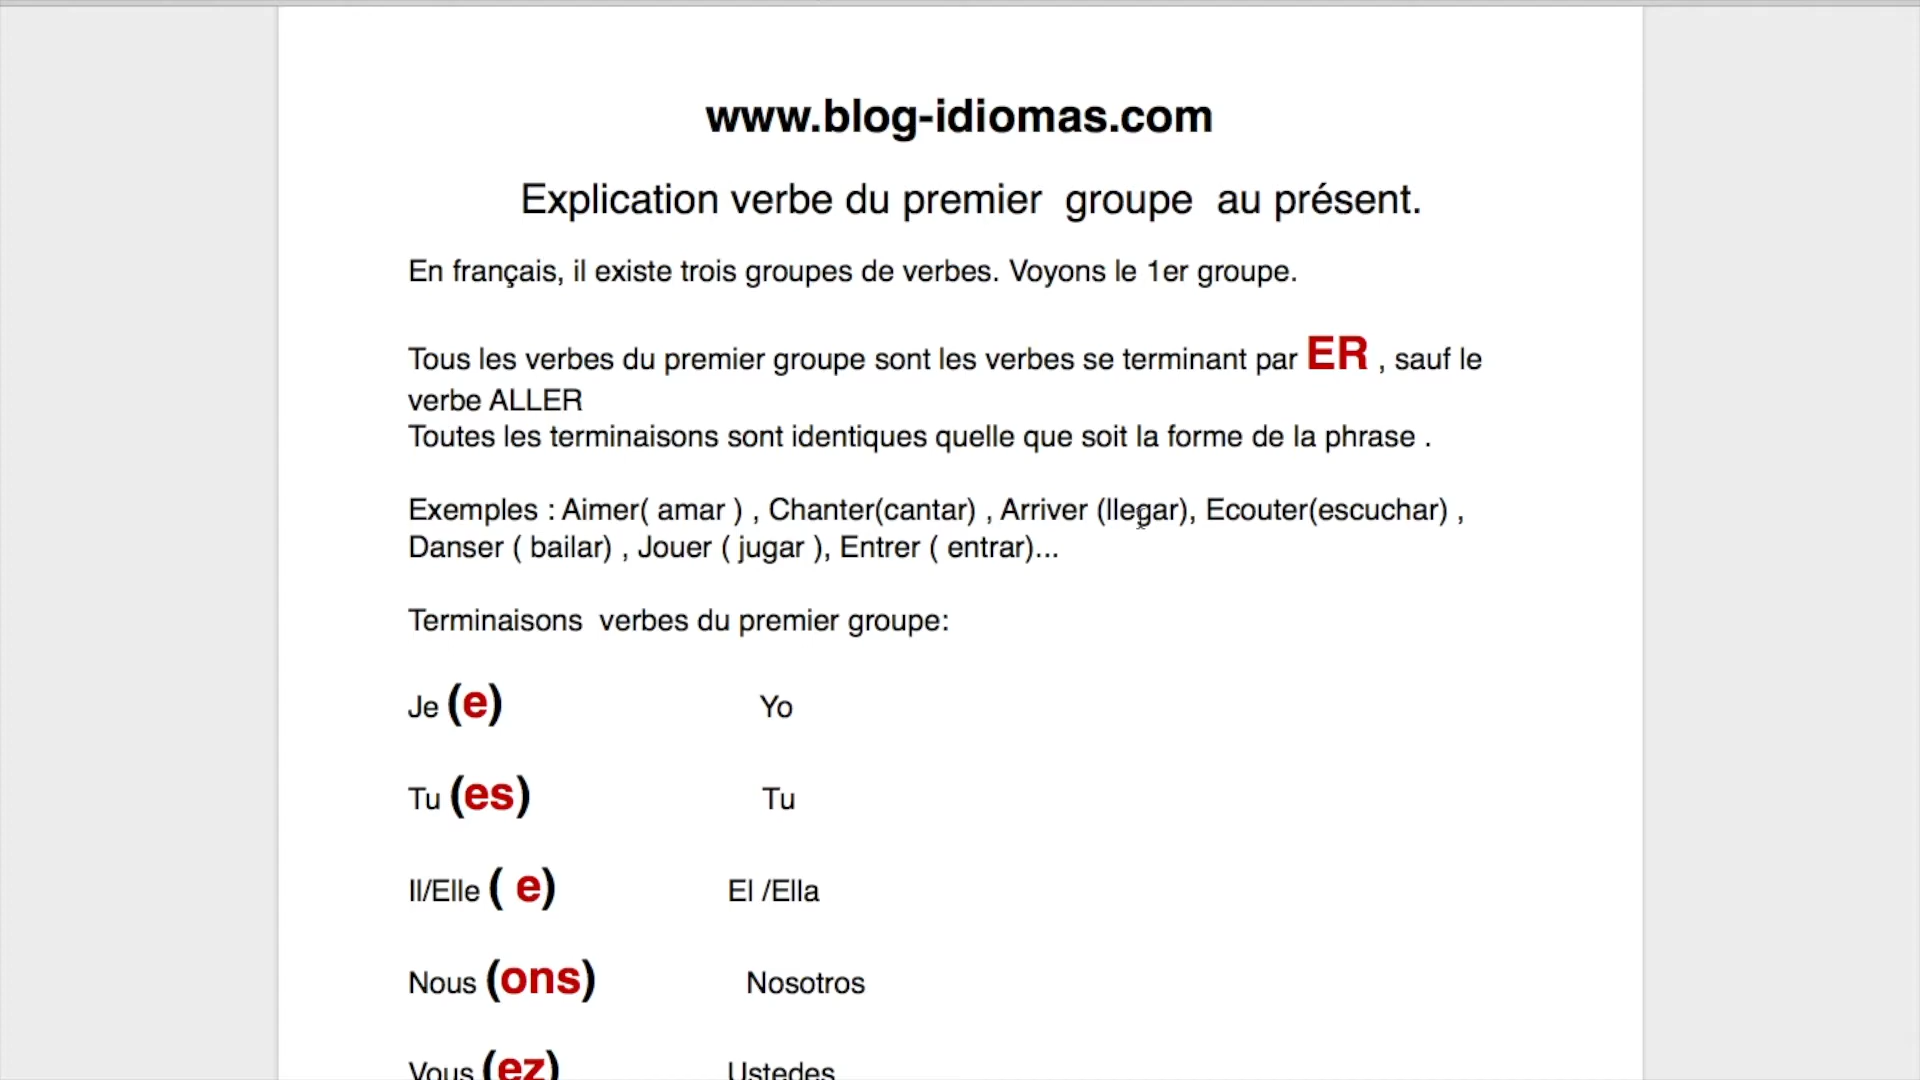 www.blog-idiomas.com
Explication verbe du premier  groupe  au présent.
En français, il existe trois groupes de verbes. Voyons le 1er groupe.
Tous les verbes du premier groupe sont les verbes se terminant par ER , sauf le
verbe ALLER
Toutes les terminaisons sont identiques quelle que soit la forme de la phrase .
Exemples : Aimer( amar ) , Chanter(cantar) , Arriver (llegar), Ecouter(escuchar) ,
Danser ( bailar) , Jouer ( jugar ), Entrer ( entrar)...
Terminaisons  verbes du premier groupe:
Je (e) Yo
Tu (es) Tu
Il/Elle ( e) El /Ella
Nous (ons) Nosotros
Vous (ez) Ustedes